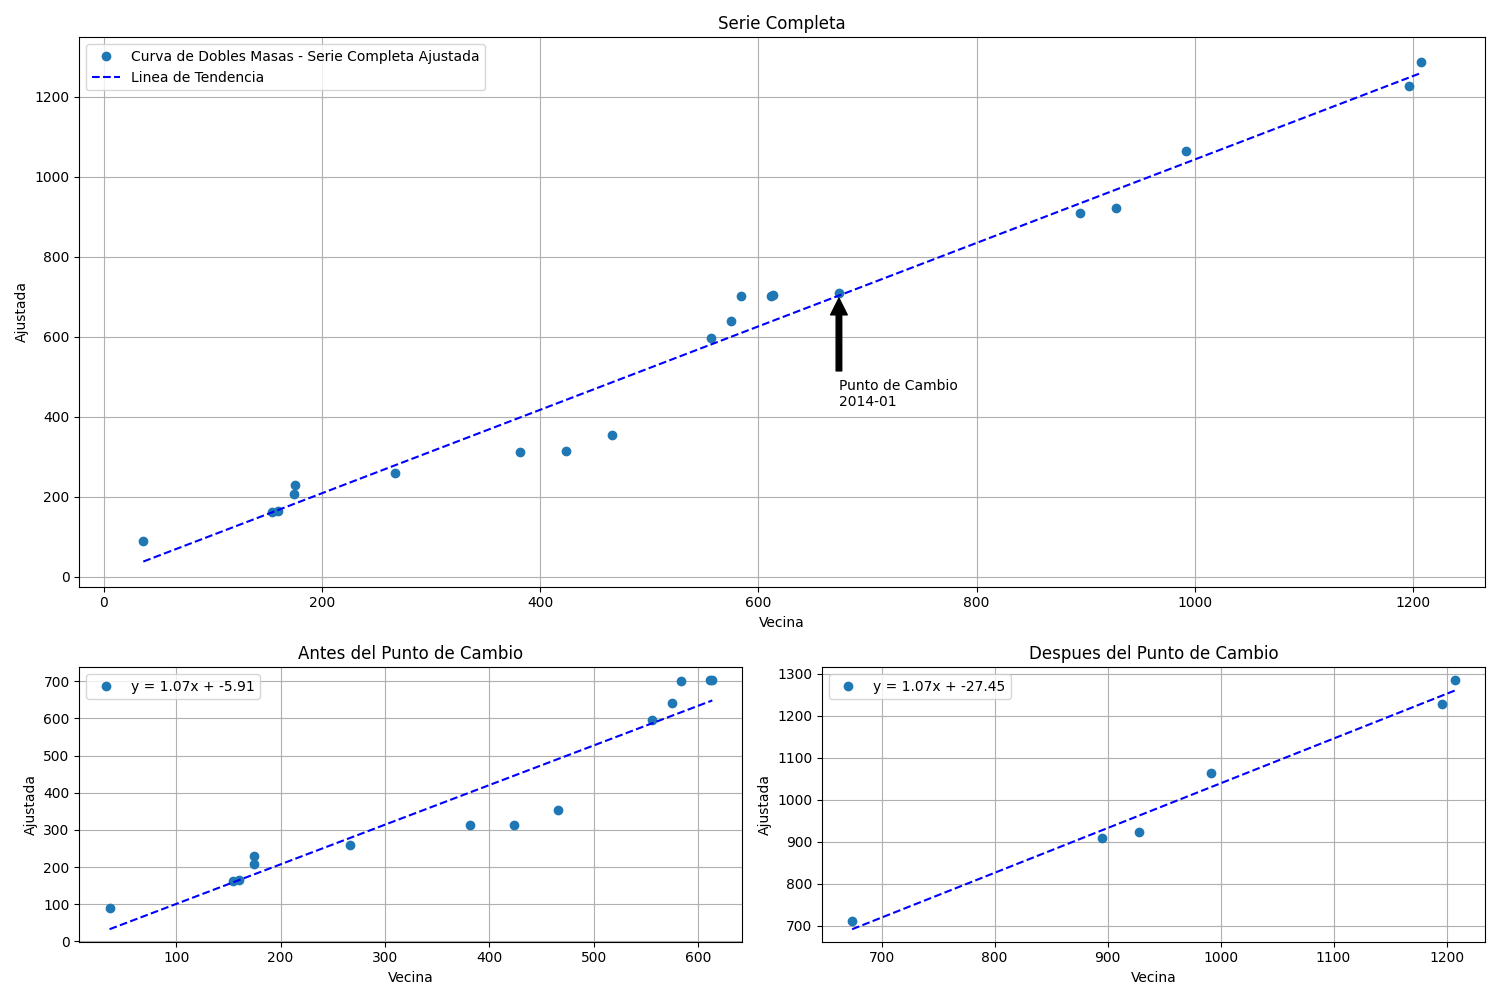 Serie Completa
Curva de Dobles Masas - Serie Completa Ajustada
Linea de Tendencia
1200
1000
800
600
400
200
0
Ajustada
Punto de Cambio
2014-01
0 200 400 600 800 1000 1200
Vecina
Antes del Punto de Cambio
y = 1.07x + -5.91
700
600
500
400
300
200
100
0
Ajustada
100 200 300 400 500 600
Vecina
Despues del Punto de Cambio
y = 1.07x + -27.45
1300
1200
1100
1000
900
800
700
Ajustada
700 800 900 1000 1100 1200
Vecina